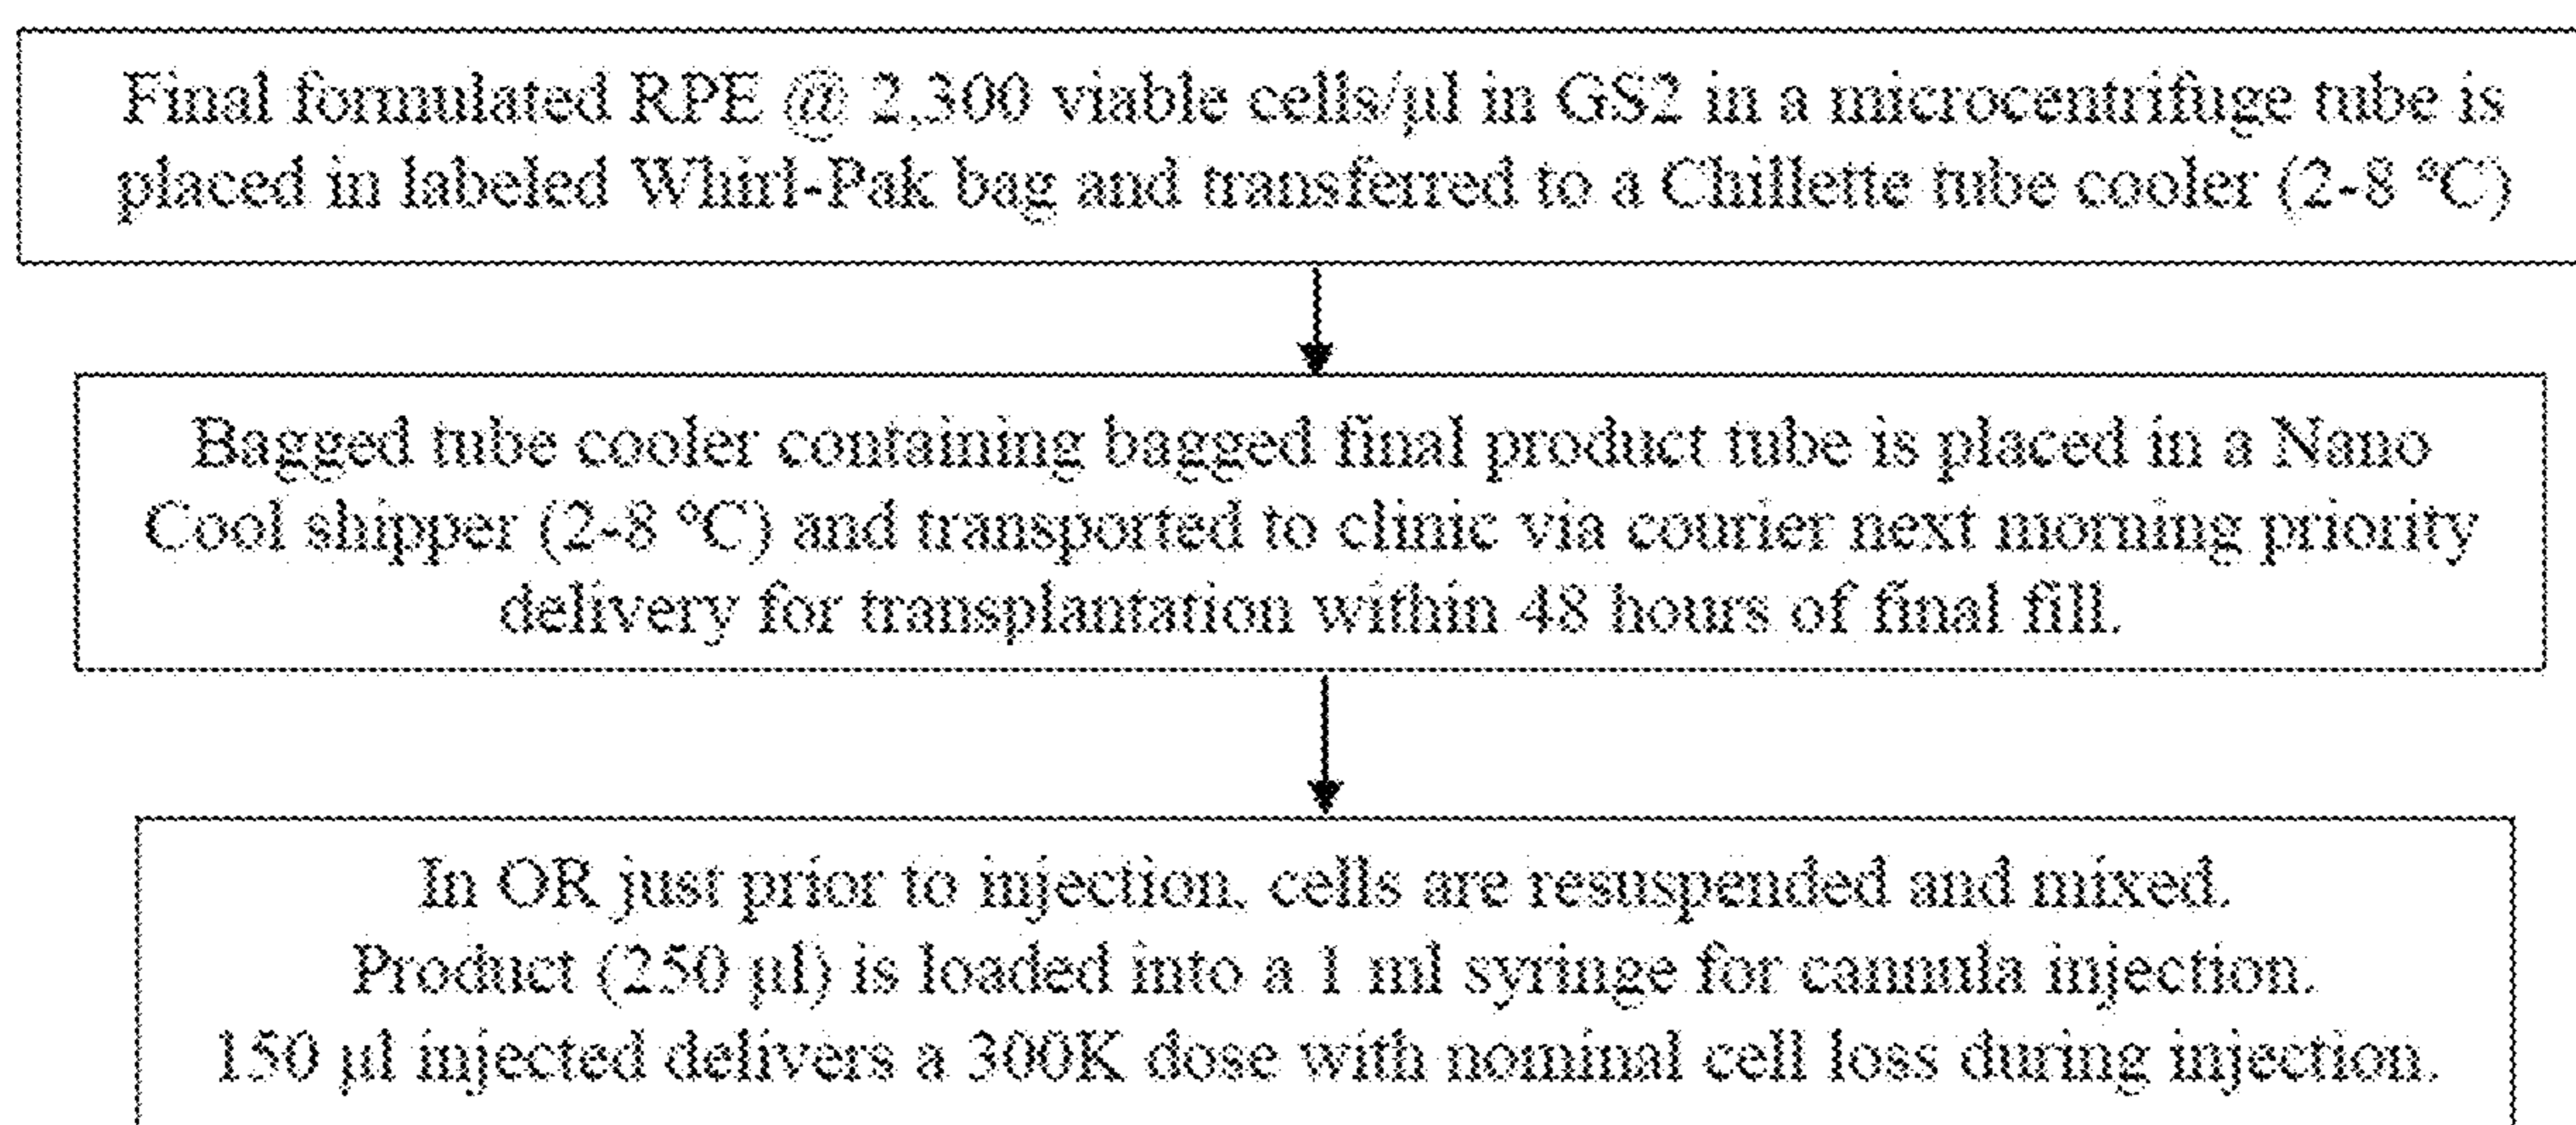 Final formulated RPE @ 2,300 viable cells/µl in GS2 in a microcentrifuge tube is
placed in labeled Whirl-Pak bag and transferred to a Chillette tube cooler (2-8 °C)
Bagged tube cooler containing bagged final product tube is placed in a Nano
Cool shipper (2-8 °C) and transported to clinic via courier next morning priority
delivery for transplantation within 48 hours of final fill.
In OR just prior to injection, cells are resuspended and mixed.
Product (250 µl) is loaded into a 1 ml syringe for cannula injection.
150 µl injected delivers a 300K dose with nominal cell loss during injection.